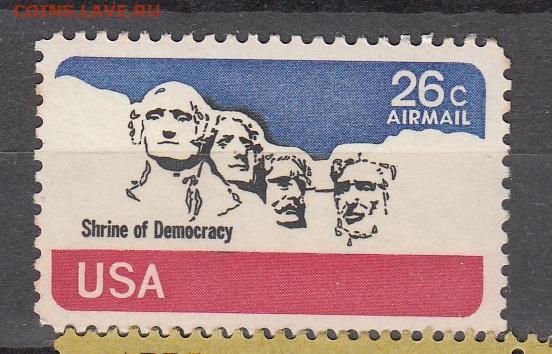 COINS.LAVE.RU
26c
AIRMAIL
Shrine of Democracy
USA